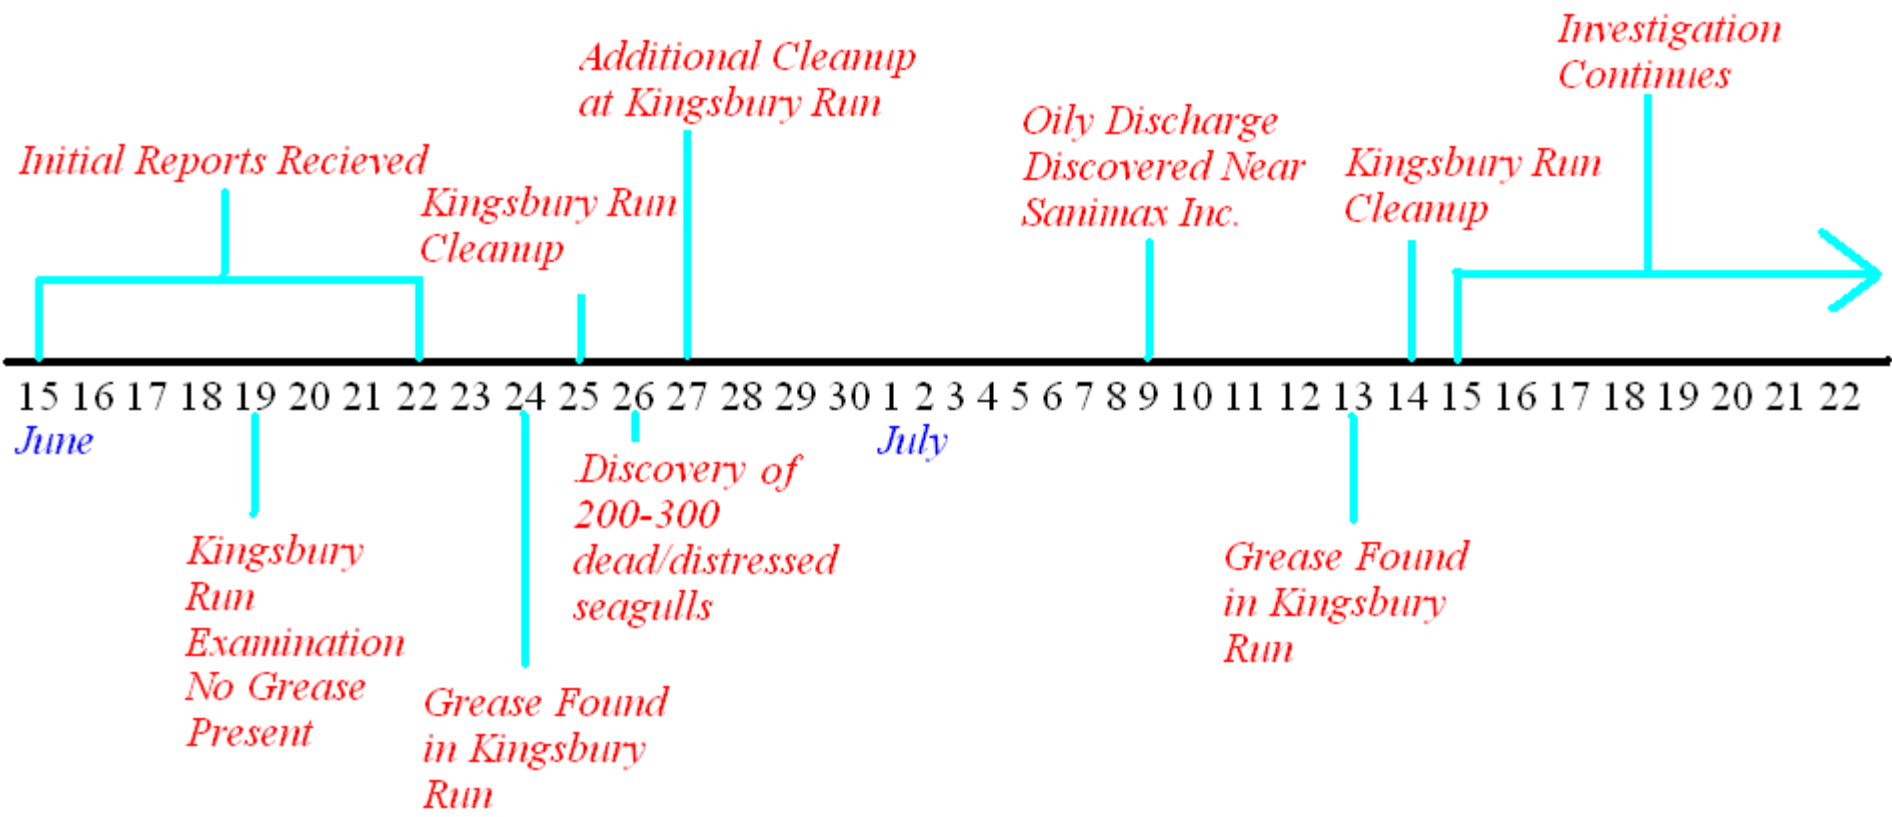 Investigation
Continues
Additional Cleanup
at Kingsbury Run
Oily Discharge
Discovered Near
Sanimax Inc.
Kingsbury Run
Cleanup
Initial Reports Recieved
Kingsbury Run
Cleanup
15 16 17 18 19 20 21 22 23 24 25 26 27 28 29 30 1 2 3 4 5 6 7 8 9 10 11 12 13 14 15 16 17 18 19 20 21 22
June
July
Kingsbury
Run
Examination
No Grease
Present
Grease Found
in Kingsbury
Run
.Discovery of
200-300
dead/distressed
seagulls
Grease Found
in Kingsbury
Run